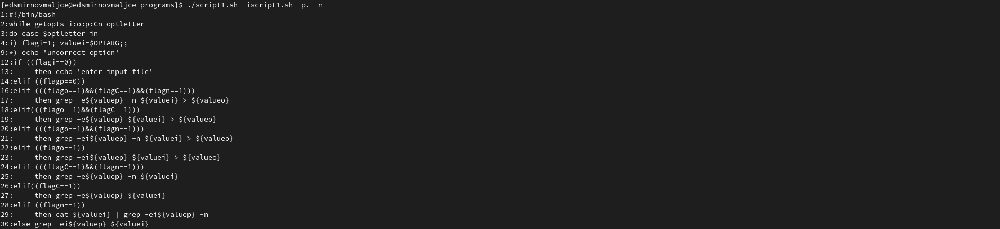 [edsmirnovmaljce@edsmirnovmaljce programs]$ ./script1.sh -iscript1.sh -p. -n
1:#!/bin/bash
2:while getopts i:o:p:Cn optletter
3:do case $optletter in
4:i) flagi=1; valuei=$OPTARG;;
9:*) echo 'uncorrect option'
12:if ((flagi==0))
13:     then echo 'enter input file'
14:elif ((flagp==0))
16:elif (((flago==1)&&(flagC==1)&&(flagn==1)))
17:     then grep -e${valuep} -n ${valuei} > ${valueo}
18:elif(((flago==1)&&(flagC==1)))
19:     then grep -e${valuep} ${valuei} > ${valueo}
20:elif (((flago==1)&&(flagn==1)))
21:     then grep -ei${valuep} -n ${valuei} > ${valueo}
22:elif ((flago==1))
23:     then grep -ei${valuep} ${valuei} > ${valueo}
24:elif (((flagC==1)&&(flagn==1)))
25:     then grep -e${valuep} -n ${valuei}
26:elif((flagC==1))
27:     then grep -e${valuep} ${valuei}
28:elif ((flagn==1))
29:     then cat ${valuei} | grep -ei${valuep} -n
30:else grep -ei${valuep} ${valuei}